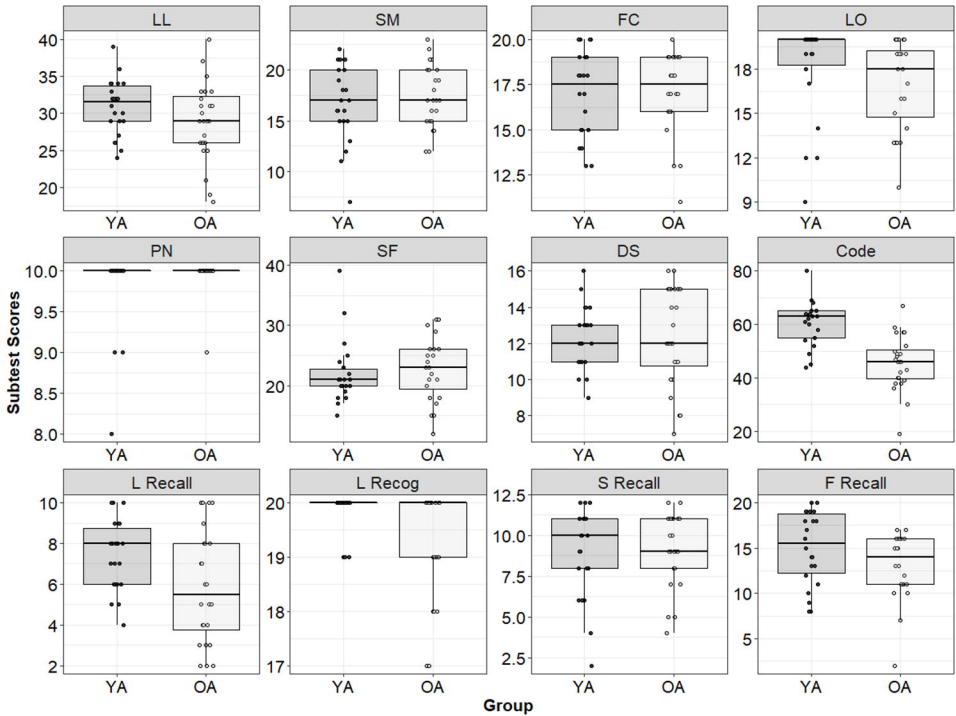 LL SM FC LO
40 35 30 25 20
20 15 10
20.0 17.5 15.0 12.5
18 15 12 9
YA OA YA OA YA OA YA OA
Subtest Scores
PN SF DS Code
10.0 9.5 9.0 8.5 8.0
40 30 20
16 14 12 10 8
80 60 40 20
YA OA YA OA YA OA YA OA
L Recall L Recog S Recall F Recall
10 8 6 4 2
20 19 18 17
12.5 10.0 7.5 5.0 2.5
20 15 10 5
YA OA YA OA YA OA YA OA
Group